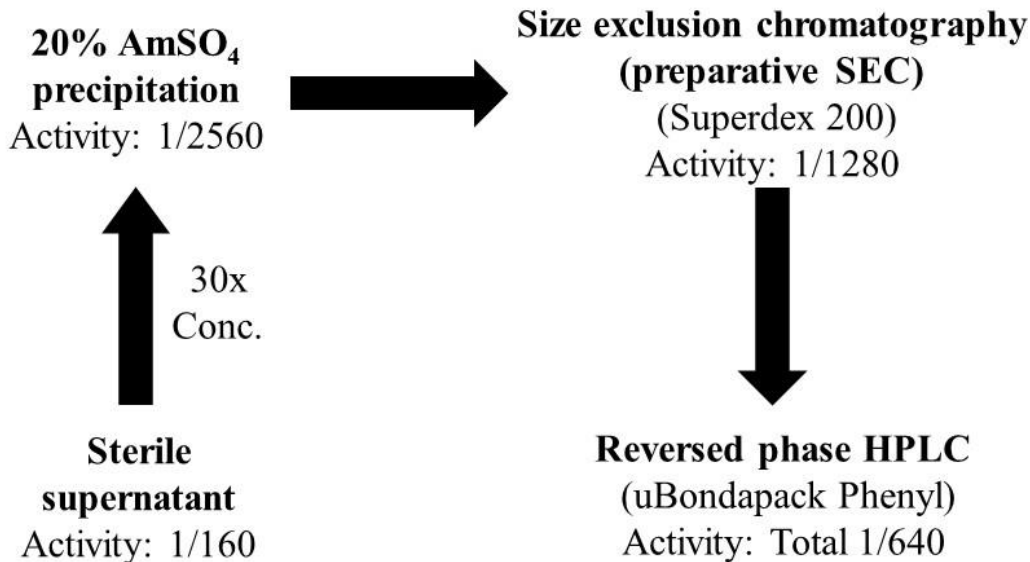 20% AmSO₄
precipitation
Activity: 1/2560
Size exclusion chromatography
(preparative SEC)
(Superdex 200)
Activity: 1/1280
30x
Conc.
Sterile
supernatant
Activity: 1/160
Reversed phase HPLC
(uBondapack Phenyl)
Activity: Total 1/640